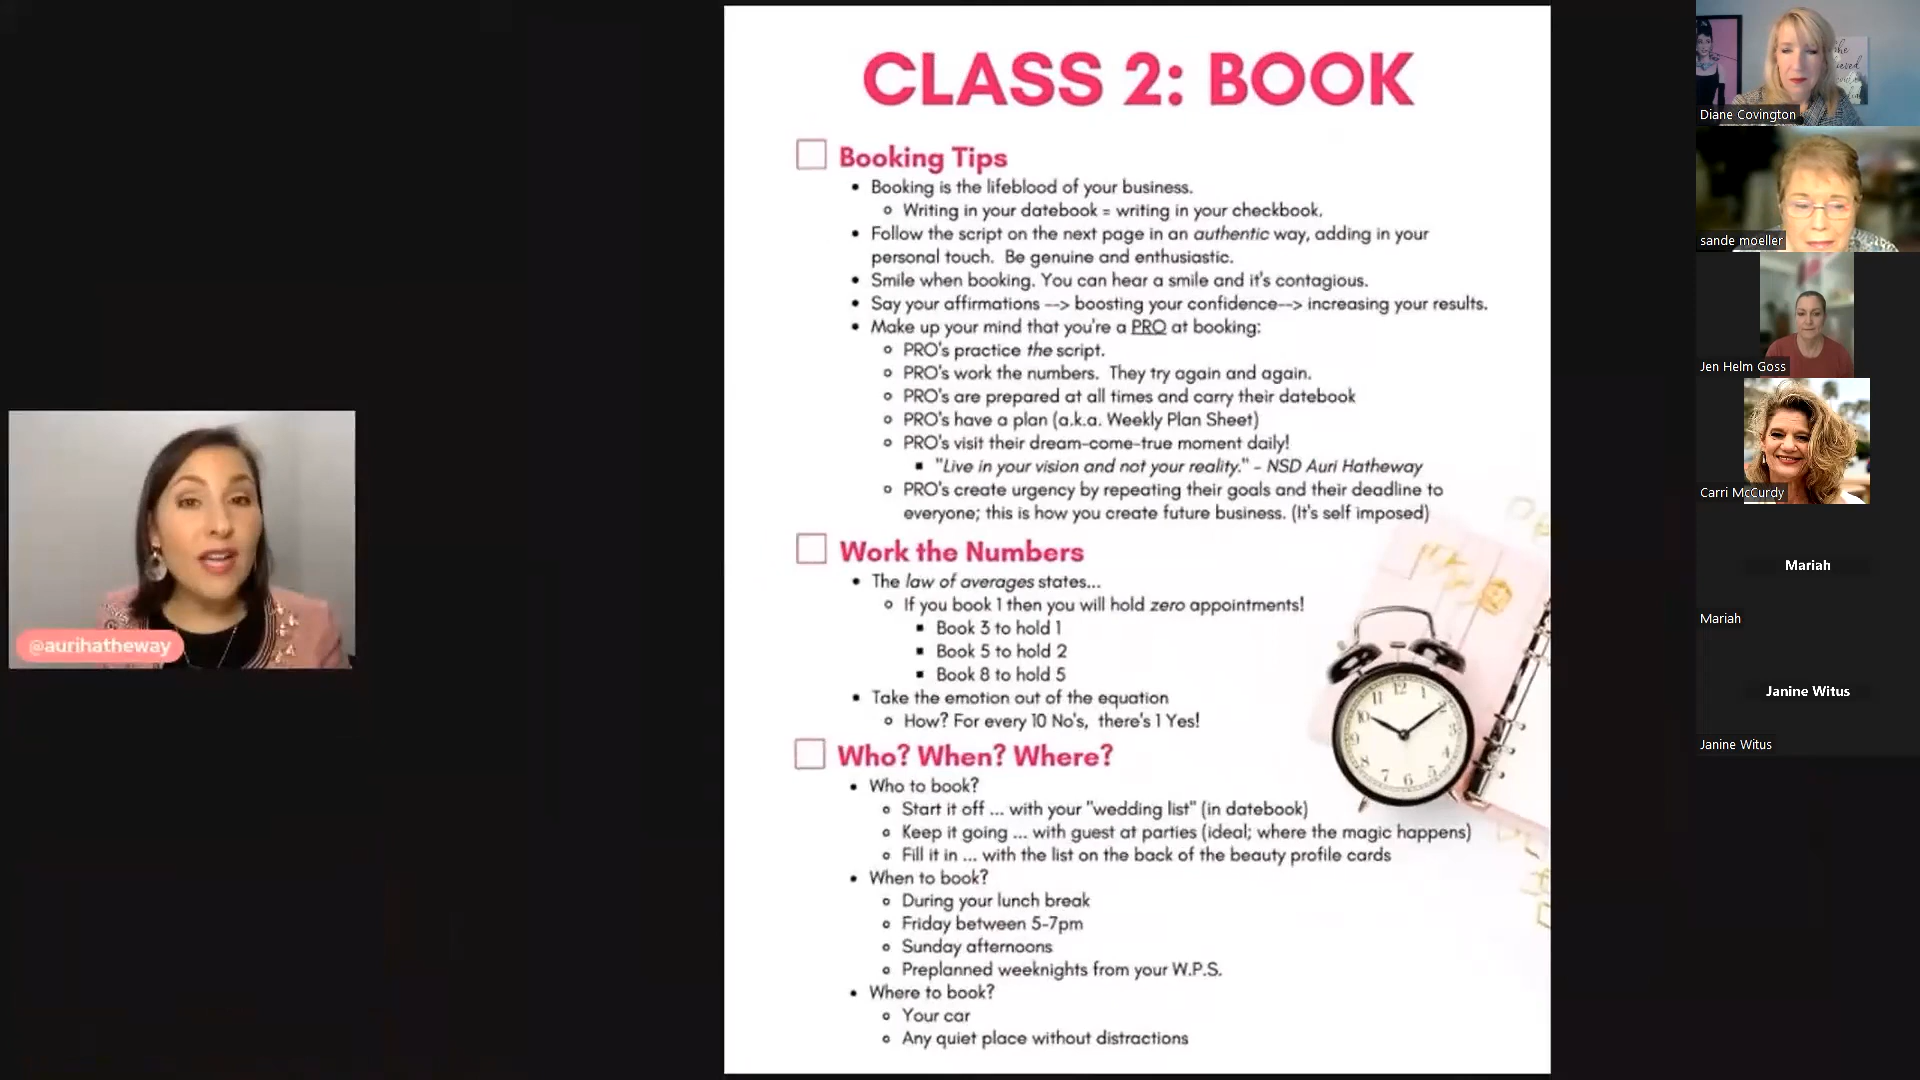 CLASS 2: BOOK
Booking Tips
• Booking is the lifeblood of your business.
○ Writing in your datebook = writing in your checkbook.
• Follow the script on the next page in an authentic way, adding in your
personal touch. Be genuine and enthusiastic.
• Smile when booking. You can hear a smile and it's contagious.
• Say your affirmations --> boosting your confidence--> increasing your results.
• Make up your mind that you're a PRO at booking:
○ PRO's practice the script.
○ PRO's work the numbers. They try again and again.
○ PRO's are prepared at all times and carry their datebook
○ PRO's have a plan (a.k.a. Weekly Plan Sheet)
○ PRO's visit their dream-come-true moment daily!
▪ "Live in your vision and not your reality." - NSD Auri Hatheway
○ PRO's create urgency by repeating their goals and their deadline to
everyone; this is how you create future business. (It's self imposed)
Work the Numbers
• The law of averages states...
○ If you book 1 then you will hold zero appointments!
▪ Book 3 to hold 1
▪ Book 5 to hold 2
▪ Book 8 to hold 5
• Take the emotion out of the equation
○ How? For every 10 No's, there's 1 Yes!
Who? When? Where?
• Who to book?
○ Start it off ... with your "wedding list" (in datebook)
○ Keep it going ... with guest at parties (ideal; where the magic happens)
○ Fill it in ... with the list on the back of the beauty profile cards
• When to book?
○ During your lunch break
○ Friday between 5-7pm
○ Sunday afternoons
○ Preplanned weeknights from your W.P.S.
• Where to book?
○ Your car
○ Any quiet place without distractions
@aurihatheway
Diane Covington
sande moeller
Jen Helm Goss
Carri McCurdy
Mariah
Mariah
Janine Witus
Janine Witus